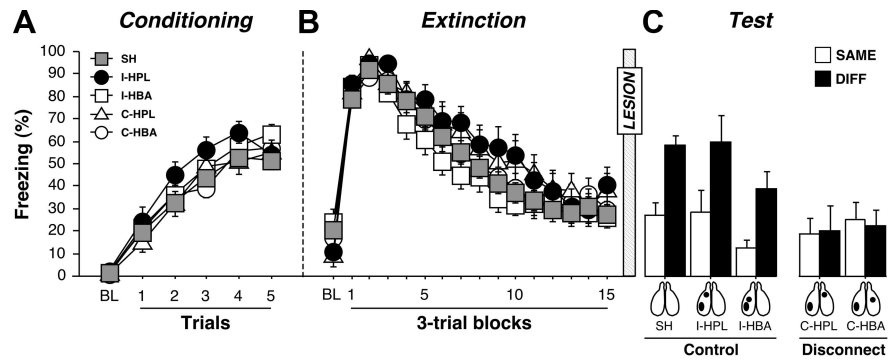 A Conditioning
B Extinction
C Test
Freezing (%)
100
90
80
70
60
50
40
30
20
10
0
SH
I-HPL
I-HBA
C-HPL
C-HBA
BL 1 2 3 4 5
Trials
BL 1 5 10 15
3-trial blocks
LESION
SAME
DIFF
SH I-HPL I-HBA C-HPL C-HBA
Control Disconnect